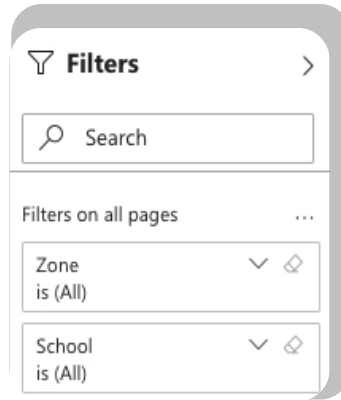 Filters
Search
Filters on all pages
Zone
is (All)
School
is (All)